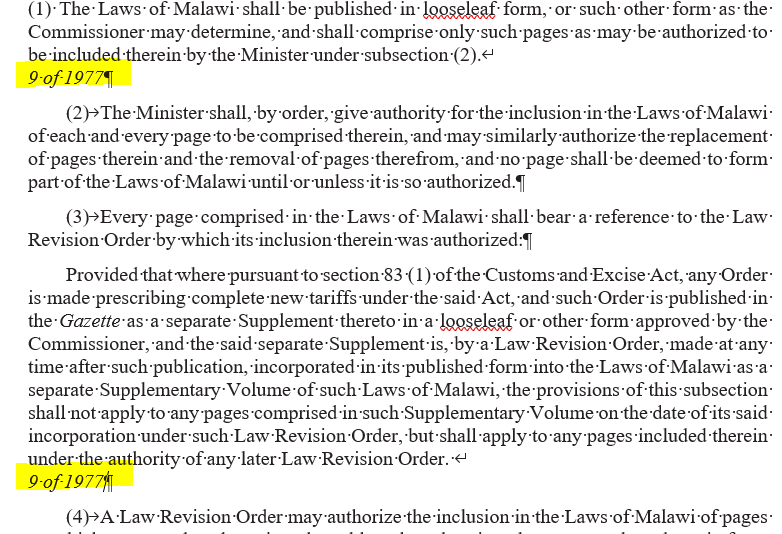 (1) The Laws of Malawi shall be published in looseleaf form, or such other form as the
Commissioner may determine, and shall comprise only such pages as may be authorized to
be included therein by the Minister under subsection (2).↵
9 of 1977¶
(2)→The Minister shall, by order, give authority for the inclusion in the Laws of Malawi
of each and every page to be comprised therein, and may similarly authorize the replacement
of pages therein and the removal of pages therefrom, and no page shall be deemed to form
part of the Laws of Malawi until or unless it is so authorized.¶
(3)→Every page comprised in the Laws of Malawi shall bear a reference to the Law
Revision Order by which its inclusion therein was authorized:¶
Provided that where pursuant to section 83 (1) of the Customs and Excise Act, any Order
is made prescribing complete new tariffs under the said Act, and such Order is published in
the Gazette as a separate Supplement thereto in a looseleaf or other form approved by the
Commissioner, and the said separate Supplement is, by a Law Revision Order, made at any
time after such publication, incorporated in its published form into the Laws of Malawi as a
separate Supplementary Volume of such Laws of Malawi, the provisions of this subsection
shall not apply to any pages comprised in such Supplementary Volume on the date of its said
incorporation under such Law Revision Order, but shall apply to any pages included therein
under the authority of any later Law Revision Order. ↵
9 of 1977¶
(4)→A Law Revision Order may authorize the inclusion in the Laws of Malawi of pages